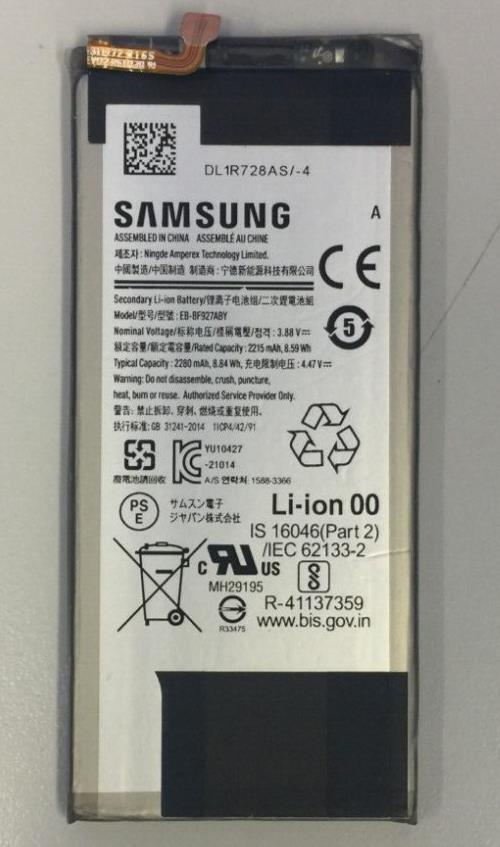 DL1R728AS/-4
SAMSUNG
A
ASSEMBLED IN CHINA ASSEMBLÉ AU CHINE
제조자: Ningde Amperex Technology Limited.
中國製造/中国制造 制造商: 宁德新能源科技有限公司
CE
Secondary Li-ion Battery/锂离子电池组/二次鋰電池組
Model/型号/型號: EB-BF927ABY
Nominal Voltage/标称电压/標稱電壓/정격: 3.88 V⎓
5
额定容量/額定電容量/Rated Capacity: 2215 mAh, 8.59 Wh
Typical Capacity: 2280 mAh, 8.84 Wh, 充电限制电压: 4.47 V⎓
Warning: Do not disassemble, crush, puncture,
heat, burn or reuse. Authorized Service Provider Only.
警告: 禁止拆卸、穿刺、燃烧或重复使用。
执行标准: GB 31241-2014 1ICP4/42/91
YU10427
-21014
廢電池請回收
A/S 연락처: 1588-3366
PS
E
サムスン電子
ジャパン株式会社
Li-ion 00
IS 16046(Part 2)
/IEC 62133-2
c RU US
MH29195
R-41137359
R33475
www.bis.gov.in